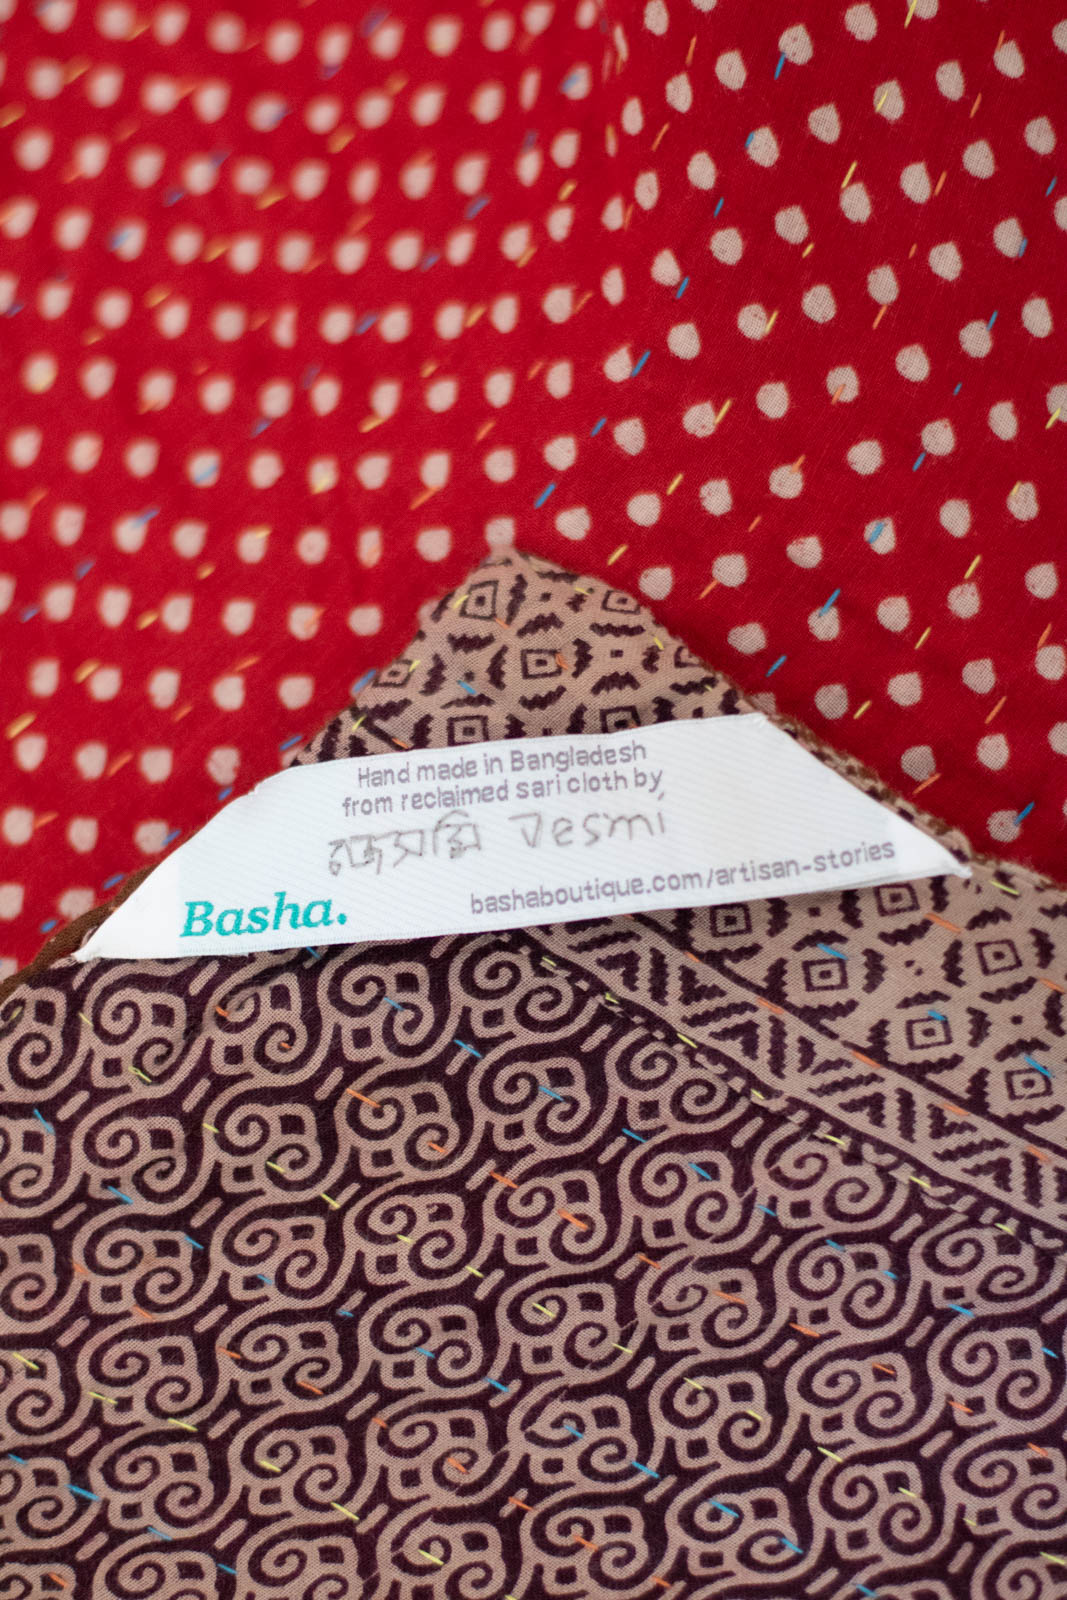 Hand made in Bangladesh
from reclaimed sari cloth by
Jesmi
Basha.
bashaboutique.com/artisan-stories